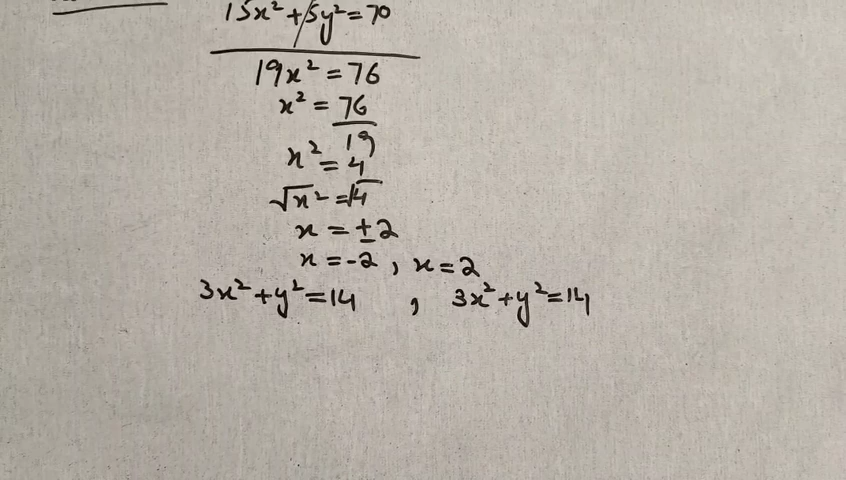 15x² + 5y² = 70
19x² = 76
x² = 76/19
x² = 4
√x² = √4
x = ±2
x = -2 , x = 2
3x² + y² = 14 , 3x² + y² = 14